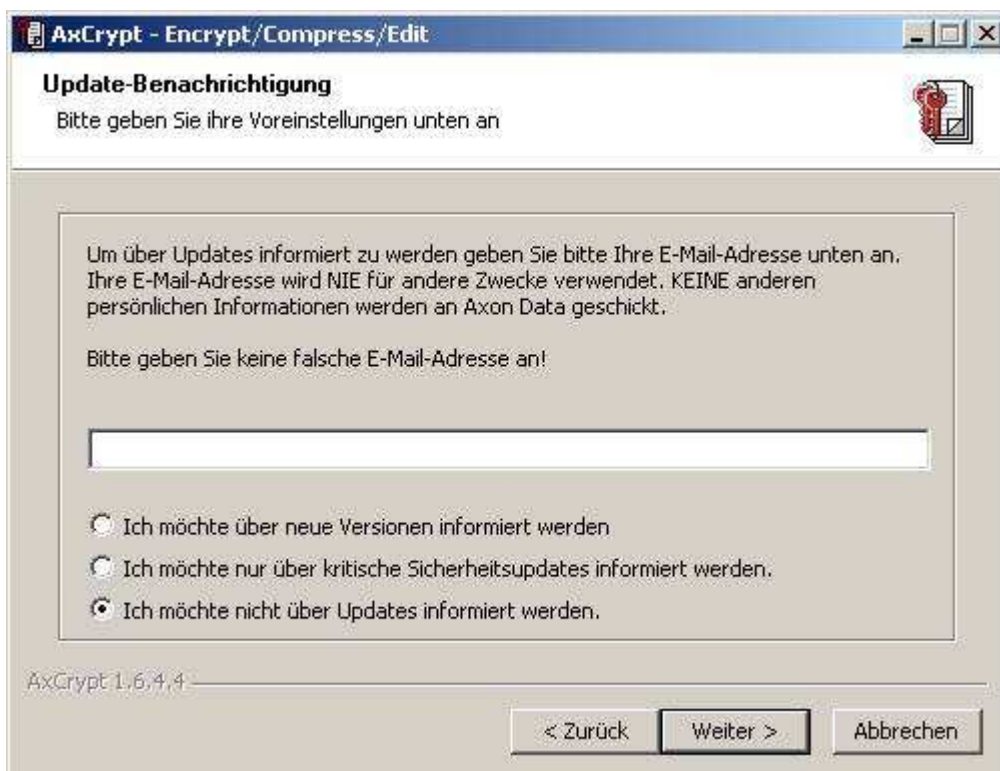 AxCrypt - Encrypt/Compress/Edit
Update-Benachrichtigung
Bitte geben Sie ihre Voreinstellungen unten an
Um über Updates informiert zu werden geben Sie bitte Ihre E-Mail-Adresse unten an.
Ihre E-Mail-Adresse wird NIE für andere Zwecke verwendet. KEINE anderen
persönlichen Informationen werden an Axon Data geschickt.
Bitte geben Sie keine falsche E-Mail-Adresse an!
Ich möchte über neue Versionen informiert werden
Ich möchte nur über kritische Sicherheitsupdates informiert werden.
Ich möchte nicht über Updates informiert werden.
AxCrypt 1.6.4.4
< Zurück
Weiter >
Abbrechen